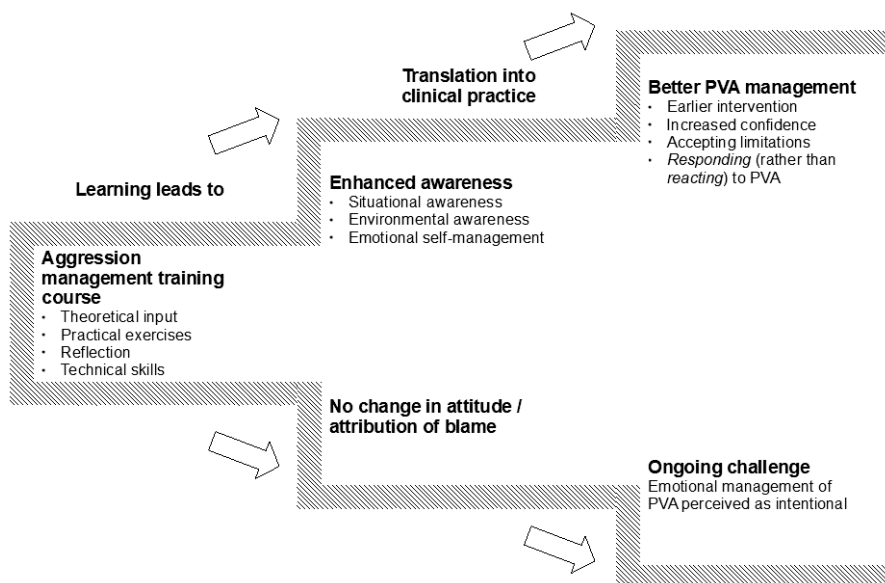 Translation into
clinical practice
Better PVA management
• Earlier intervention
• Increased confidence
• Accepting limitations
• Responding (rather than
reacting) to PVA
Learning leads to
Enhanced awareness
• Situational awareness
• Environmental awareness
• Emotional self-management
Aggression
management training
course
• Theoretical input
• Practical exercises
• Reflection
• Technical skills
No change in attitude /
attribution of blame
Ongoing challenge
Emotional management of
PVA perceived as intentional